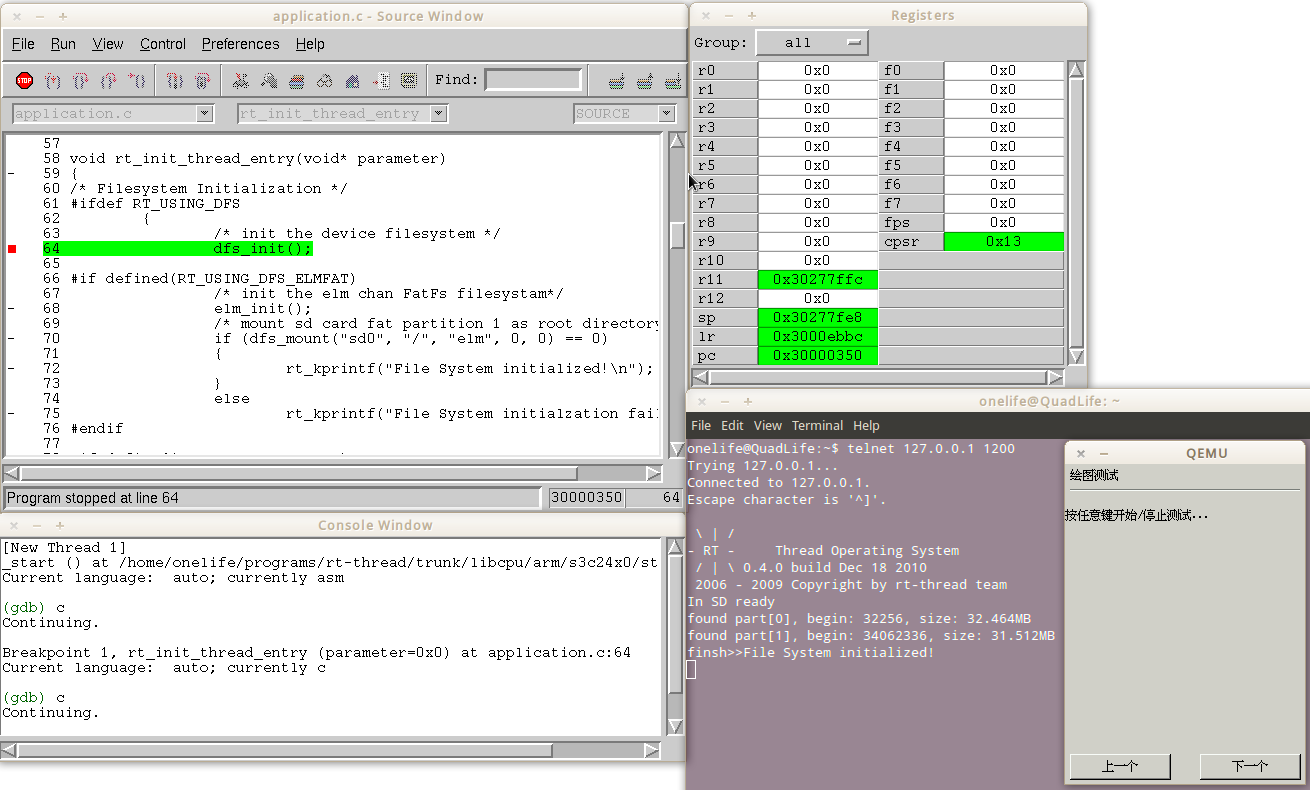 application.c - Source Window
File Run View Control Preferences Help
STOP
Find:
application.c rt_init_thread_entry SOURCE
57
58 void rt_init_thread_entry(void* parameter)
59 {
60 /* Filesystem Initialization */
61 #ifdef RT_USING_DFS
62 {
63 /* init the device filesystem */
64 dfs_init();
65
66 #if defined(RT_USING_DFS_ELMFAT)
67 /* init the elm chan FatFs filesystam*/
68 elm_init();
69 /* mount sd card fat partition 1 as root directory
70 if (dfs_mount("sd0", "/", "elm", 0, 0) == 0)
71 {
72 rt_kprintf("File System initialized!\n");
73 }
74 else
75 rt_kprintf("File System initialzation fail
76 #endif
77
Program stopped at line 64 30000350 64
Registers
Group: all
r0 0x0 f0 0x0
r1 0x0 f1 0x0
r2 0x0 f2 0x0
r3 0x0 f3 0x0
r4 0x0 f4 0x0
r5 0x0 f5 0x0
r6 0x0 f6 0x0
r7 0x0 f7 0x0
r8 0x0 fps 0x0
r9 0x0 cpsr 0x13
r10 0x0
r11 0x30277ffc
r12 0x0
sp 0x30277fe8
lr 0x3000ebbc
pc 0x30000350
Console Window
[New Thread 1]
_start () at /home/onelife/programs/rt-thread/trunk/libcpu/arm/s3c24x0/st
Current language:  auto; currently asm
(gdb) c
Continuing.
Breakpoint 1, rt_init_thread_entry (parameter=0x0) at application.c:64
Current language:  auto; currently c
(gdb) c
Continuing.
onelife@QuadLife: ~
File Edit View Terminal Help
onelife@QuadLife:~$ telnet 127.0.0.1 1200
Trying 127.0.0.1...
Connected to 127.0.0.1.
Escape character is '^]'.
\ | /
- RT -     Thread Operating System
/ | \ 0.4.0 build Dec 18 2010
2006 - 2009 Copyright by rt-thread team
In SD ready
found part[0], begin: 32256, size: 32.464MB
found part[1], begin: 34062336, size: 31.512MB
finsh>>File System initialized!
QEMU
绘图测试
按任意键开始/停止测试...
上一个 下一个